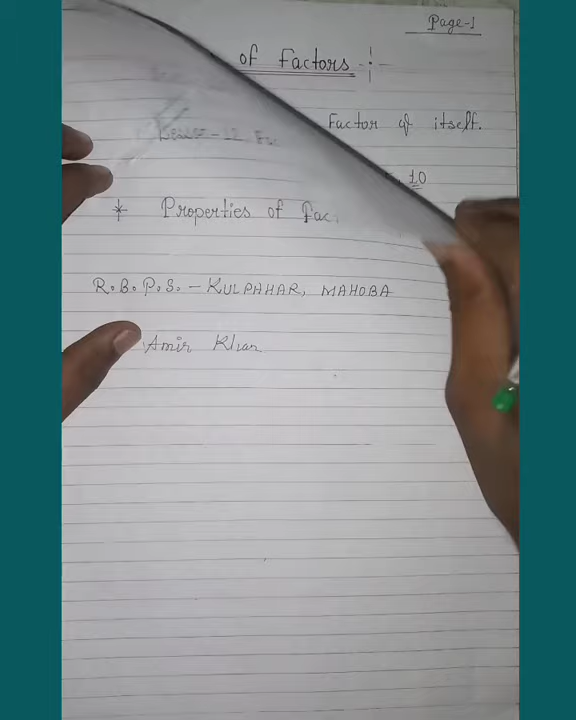 Page-1
of Factors
Factor of itself.
10
* Properties of Fac
R.B.P.S. – KULPAHAR, MAHOBA
Amir Khan